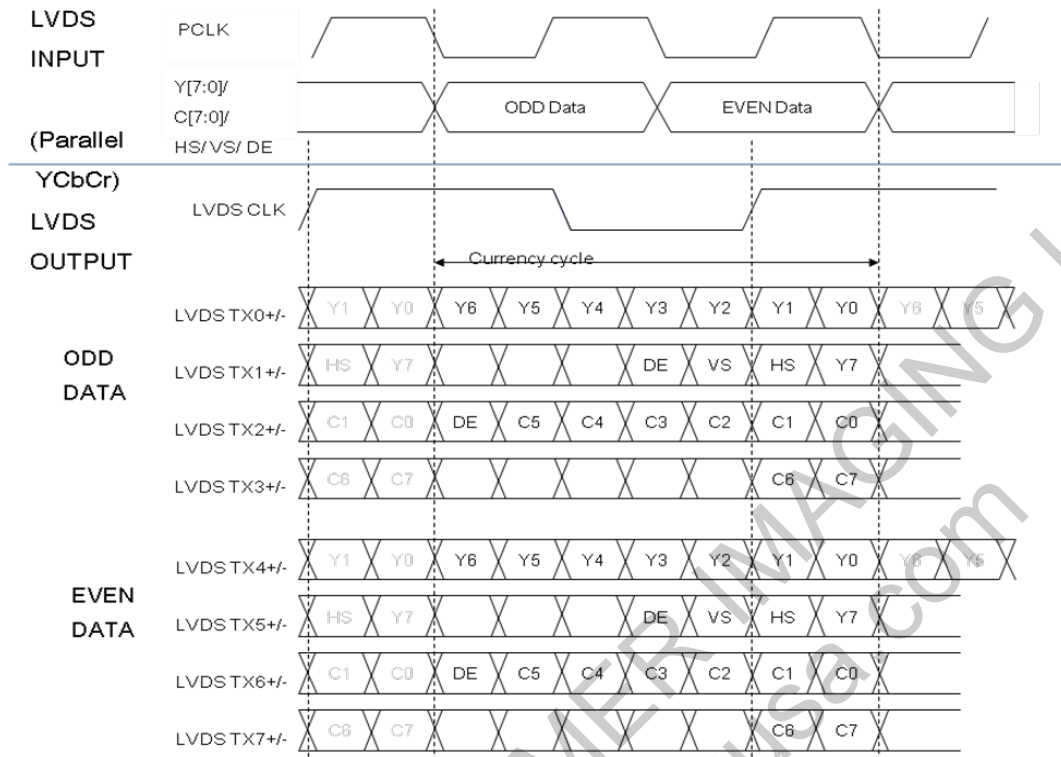 LVDS
INPUT
PCLK
Y[7:0]/
C[7:0]/
ODD Data
EVEN Data
(Parallel
HS/ VS/ DE
YCbCr)
LVDS
LVDS CLK
OUTPUT
Currency cycle
LVDS TX0+/- Y1 Y0 Y6 Y5 Y4 Y3 Y2 Y1 Y0 Y6 Y5
ODD
DATA
LVDS TX1+/- HS Y7 DE VS HS Y7
LVDS TX2+/- C1 C0 DE C5 C4 C3 C2 C1 C0
LVDS TX3+/- C6 C7 C6 C7
LVDS TX4+/- Y1 Y0 Y6 Y5 Y4 Y3 Y2 Y1 Y0 Y6 Y5
EVEN
DATA
LVDS TX5+/- HS Y7 DE VS HS Y7
LVDS TX6+/- C1 C0 DE C5 C4 C3 C2 C1 C0
LVDS TX7+/- C6 C7 C6 C7
IMAGING
com